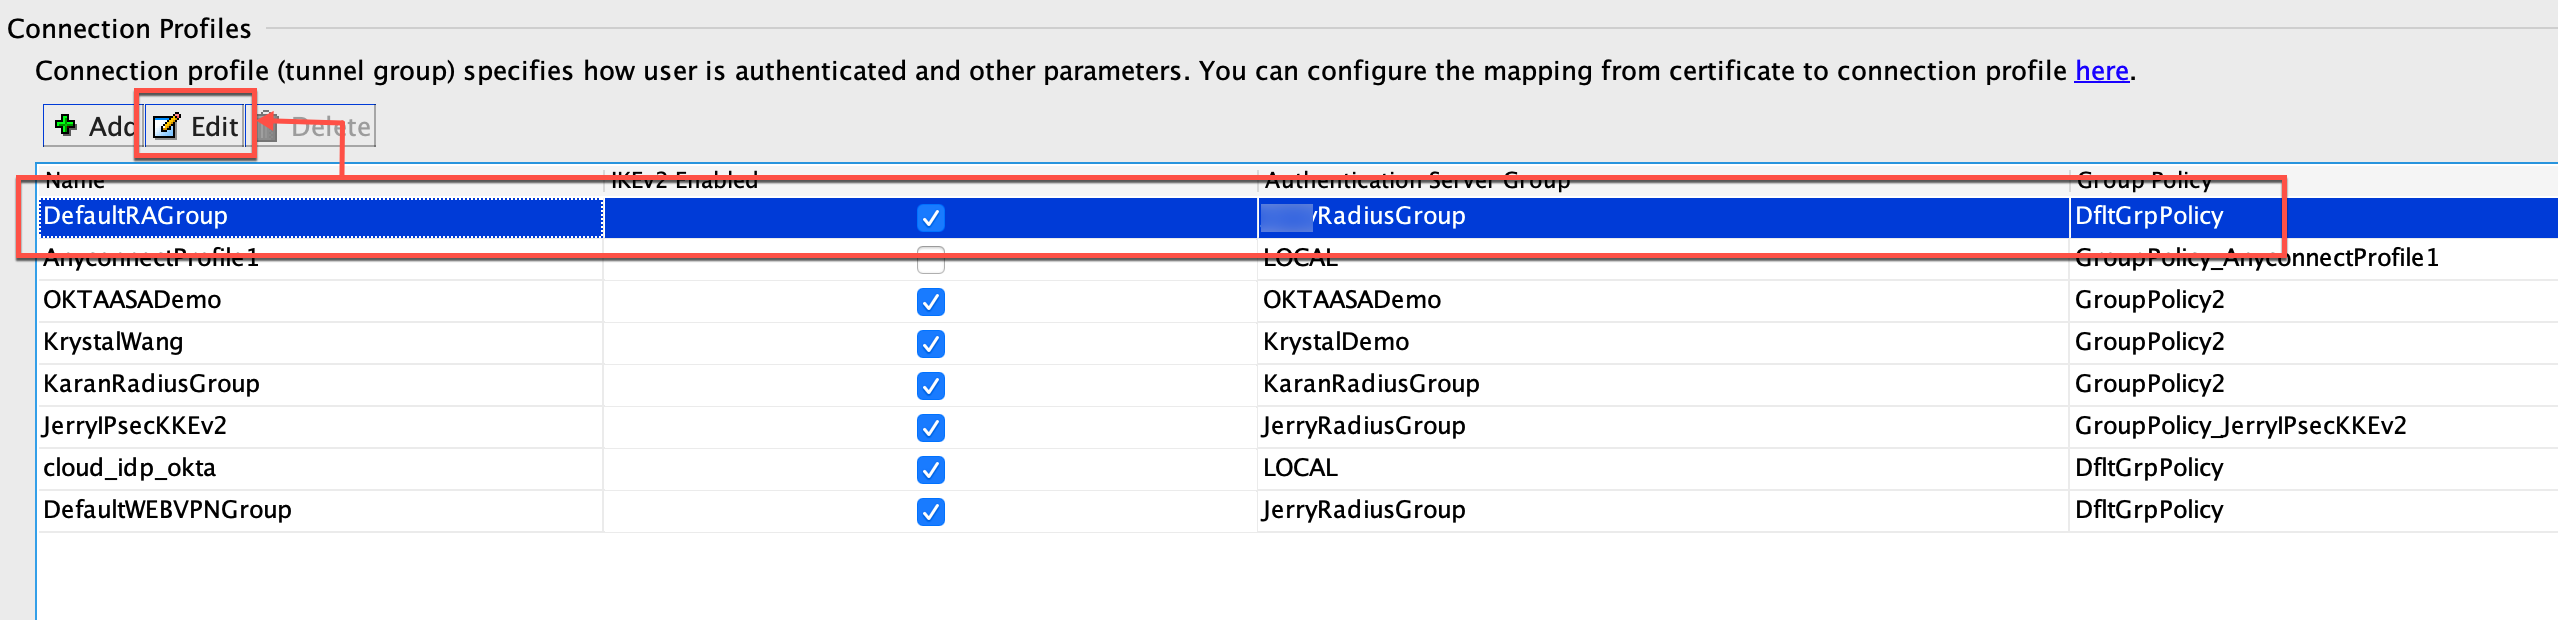 Connection Profiles
Connection profile (tunnel group) specifies how user is authenticated and other parameters. You can configure the mapping from certificate to connection profile here.
Add Edit Delete
Name IKEv2 Enabled Authentication Server Group Group Policy
DefaultRAGroup yRadiusGroup DfltGrpPolicy
AnyconnectProfile1 LOCAL GroupPolicy_AnyconnectProfile1
OKTAASADemo OKTAASADemo GroupPolicy2
KrystalWang KrystalDemo GroupPolicy2
KaranRadiusGroup KaranRadiusGroup GroupPolicy2
JerryIPsecKKEv2 JerryRadiusGroup GroupPolicy_JerryIPsecKKEv2
cloud_idp_okta LOCAL DfltGrpPolicy
DefaultWEBVPNGroup JerryRadiusGroup DfltGrpPolicy